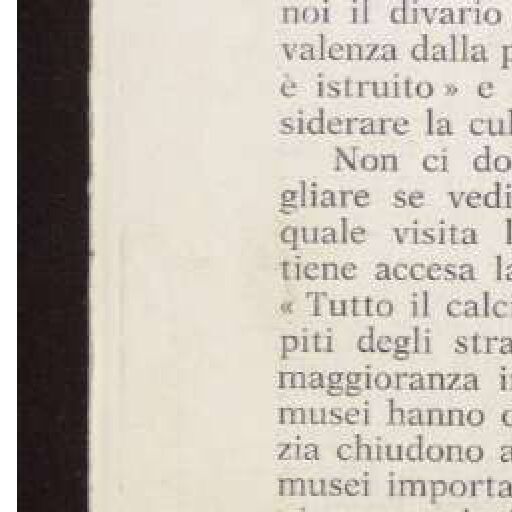 noi il divario
valenza dalla p
è istruito » e
siderare la cul
Non ci do
gliare se vedi
quale visita l
tiene accesa la
« Tutto il calci
piti degli stra
maggioranza i
musei hanno
zia chiudono a
musei importa